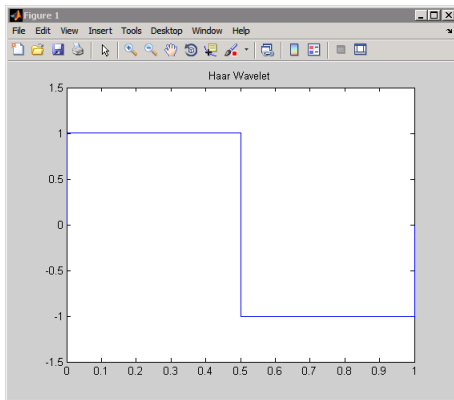 Figure 1
File Edit View Insert Tools Desktop Window Help
Haar Wavelet
1.5
1
0.5
0
-0.5
-1
-1.5
0 0.1 0.2 0.3 0.4 0.5 0.6 0.7 0.8 0.9 1